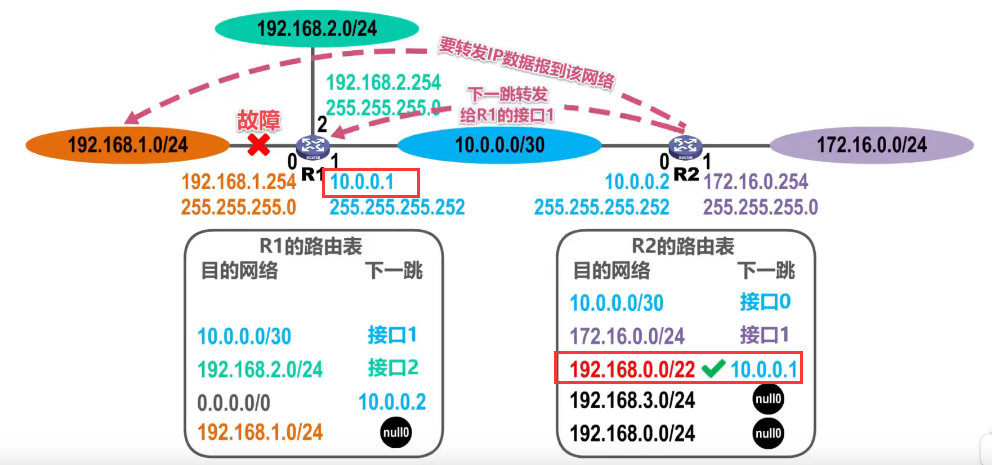 192.168.2.0/24
要转发IP数据报到该网络
192.168.2.254
255.255.255.0
下一跳转发
给R1的接口1
故障
2
192.168.1.0/24
10.0.0.0/30
172.16.0.0/24
0
R1
1
0
R2
1
192.168.1.254
10.0.0.1
10.0.0.2
172.16.0.254
255.255.255.0
255.255.255.252
255.255.255.252
255.255.255.0
R1的路由表
目的网络 下一跳
10.0.0.0/30 接口1
192.168.2.0/24 接口2
0.0.0.0/0 10.0.0.2
192.168.1.0/24 null0
R2的路由表
目的网络 下一跳
10.0.0.0/30 接口0
172.16.0.0/24 接口1
192.168.0.0/22 10.0.0.1
192.168.3.0/24 null0
192.168.0.0/24 null0